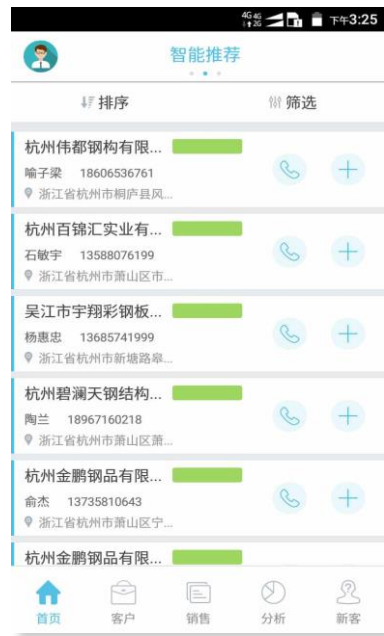 4G 4G 下午3:25
智能推荐
排序 筛选
杭州伟都钢构有限...
喻子梁 18606536761
浙江省杭州市桐庐县风...
杭州百锦汇实业有...
石敏宇 13588076199
浙江省杭州市萧山区市...
吴江市宇翔彩钢板...
杨惠忠 13685741999
浙江省杭州市新塘路皋...
杭州碧澜天钢结构...
陶兰 18967160218
浙江省杭州市萧山区萧...
杭州金鹏钢品有限...
俞杰 13735810643
浙江省杭州市萧山区宁...
杭州金鹏钢品有限...
首页 客户 销售 分析 新客